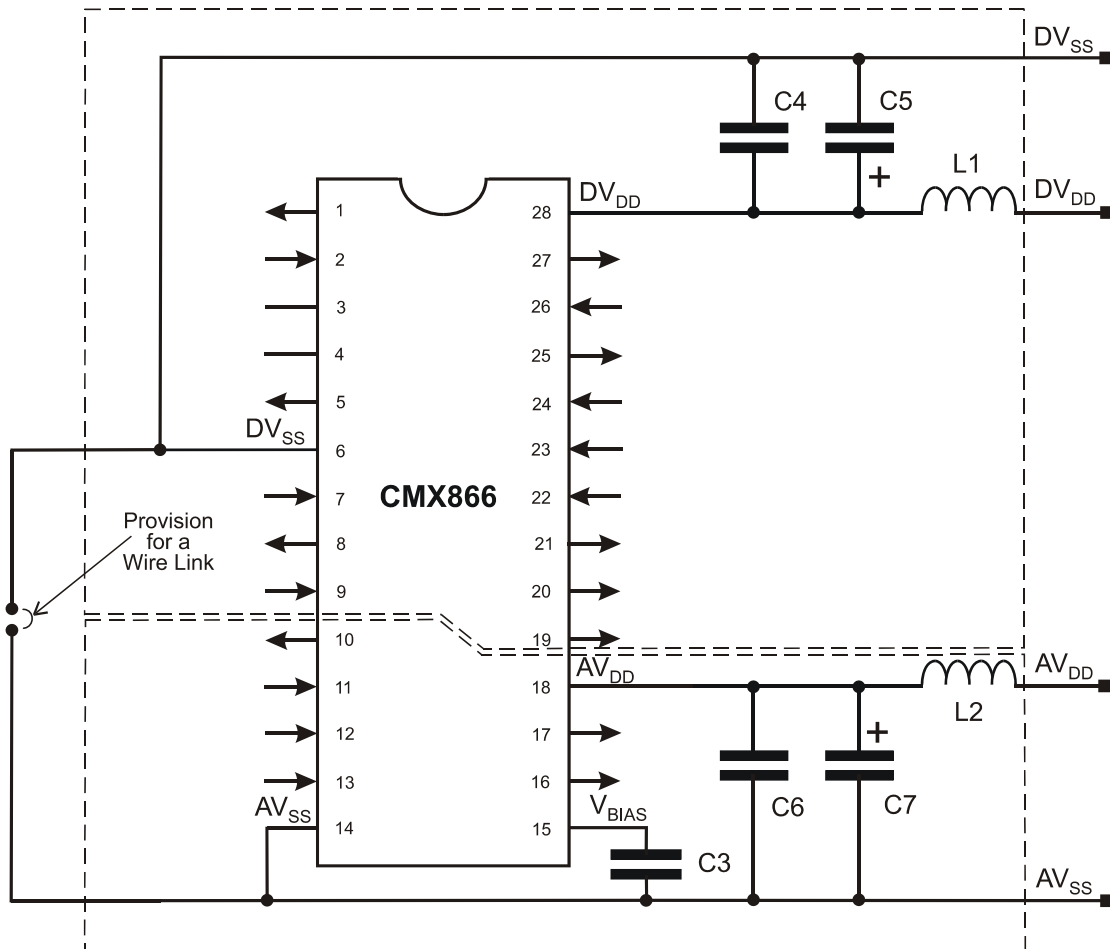 DVSS
C4 C5
L1
DVDD DVDD
1 28
2 27
3 26
4 25
5 24
DVSS
6 23
CMX866
7 22
Provision
for a
Wire Link
8 21
9 20
10 19
AVDD AVDD
11 18
L2
12 17
+
+
13 16
C6 C7
AVSS VBIAS
14 15
C3
AVSS